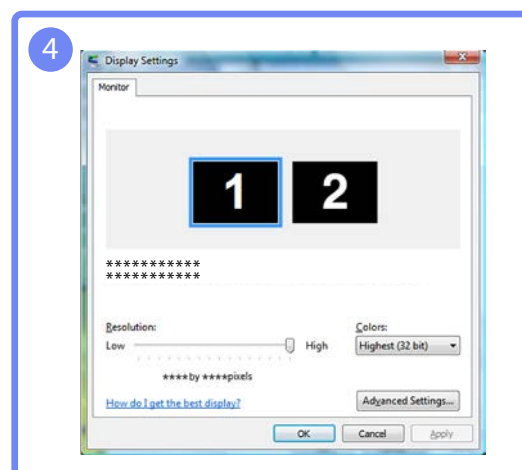 4
Display Settings
Monitor
1 2
***********
***********
Resolution:
Colors:
Low High
Highest (32 bit)
****by ****pixels
How do I get the best display?
Advanced Settings...
OK Cancel Apply